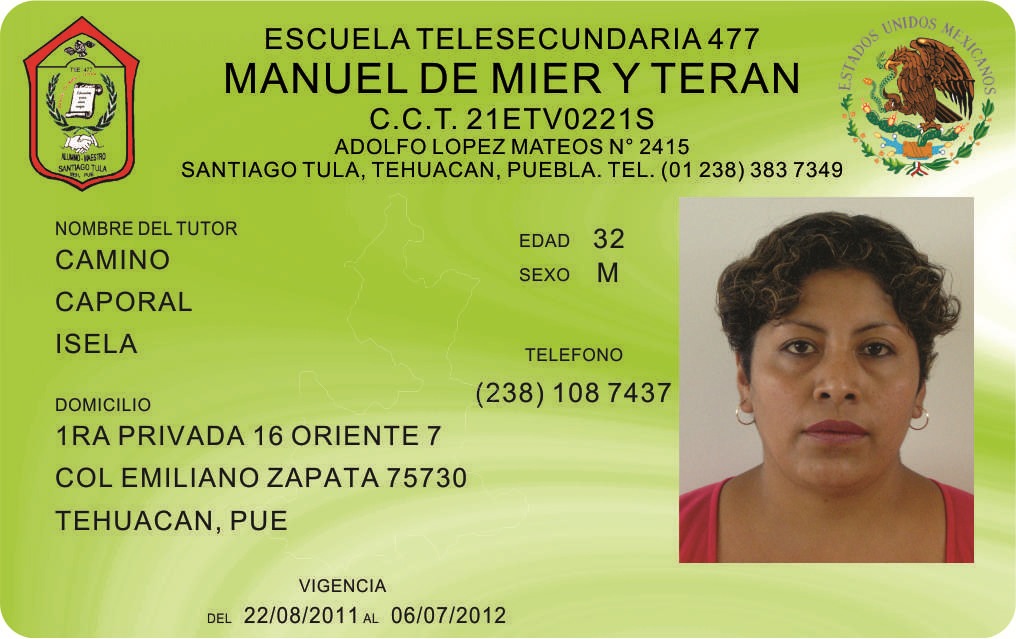 ESCUELA TELESECUNDARIA 477
MANUEL DE MIER Y TERAN
C.C.T. 21ETV0221S
ADOLFO LOPEZ MATEOS N° 2415
SANTIAGO TULA, TEHUACAN, PUEBLA. TEL. (01 238) 383 7349
TSE 477
ALUMNO - MAESTRO
SANTIAGO TULA
PUE
ESTADOS UNIDOS MEXICANOS
NOMBRE DEL TUTOR
CAMINO
CAPORAL
ISELA
EDAD 32
SEXO M
TELEFONO
(238) 108 7437
DOMICILIO
1RA PRIVADA 16 ORIENTE 7
COL EMILIANO ZAPATA 75730
TEHUACAN, PUE
VIGENCIA
DEL 22/08/2011 AL 06/07/2012